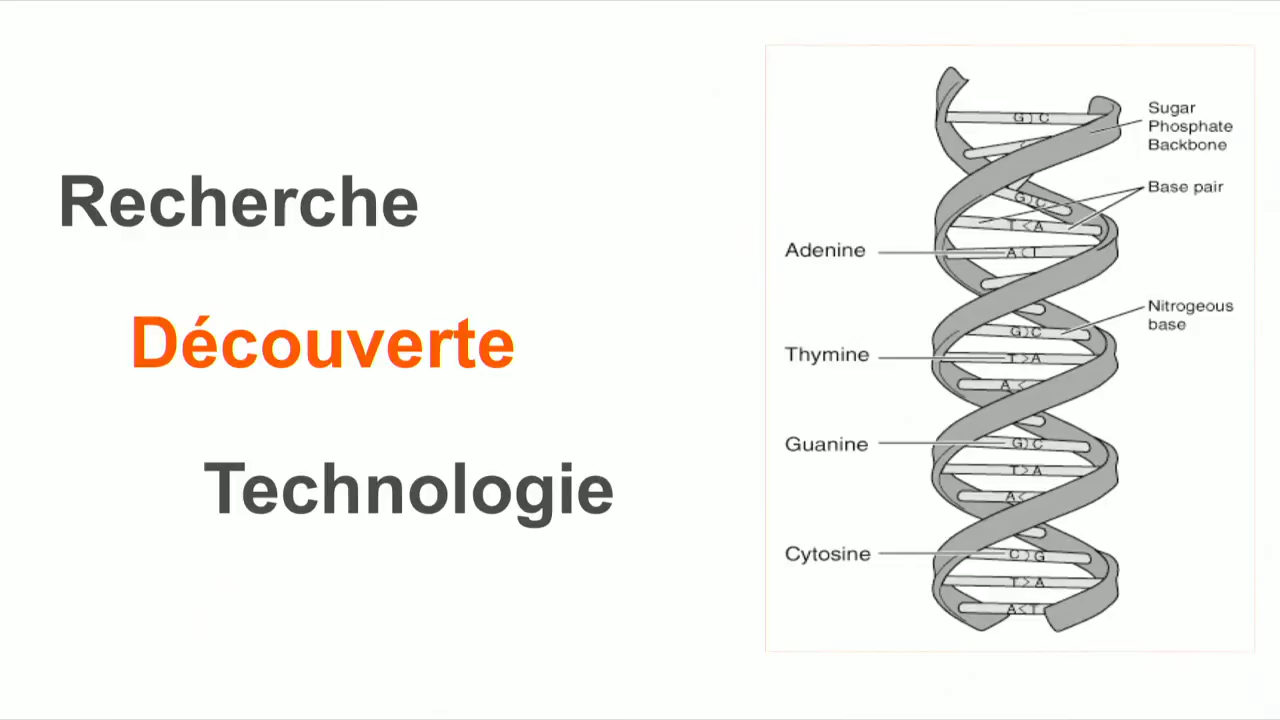 Recherche
Découverte
Technologie
Sugar
Phosphate
Backbone
Base pair
Adenine
Nitrogeous
base
Thymine
Guanine
Cytosine
G C
G C
T < A
A < T
G C
T > A
A <
G C
T > A
A <
C G
T > A
A < T